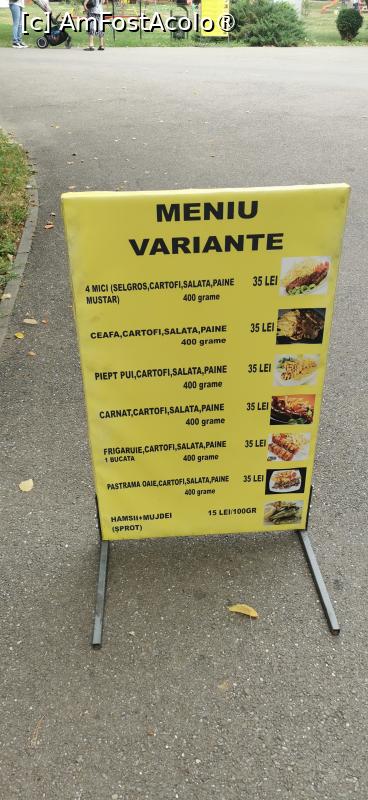 [c] AmFostAcolo®
MENIU
VARIANTE
4 MICI (SELGROS,CARTOFI,SALATA,PAINE 35 LEI
MUSTAR) 400 grame
CEAFA,CARTOFI,SALATA,PAINE 35 LEI
400 grame
PIEPT PUI,CARTOFI,SALATA,PAINE 35 LEI
400 grame
CARNAT,CARTOFI,SALATA,PAINE 35 LEI
400 grame
FRIGARUIE,CARTOFI,SALATA,PAINE 35 LEI
1 BUCATA 400 grame
PASTRAMA OAIE,CARTOFI,SALATA,PAINE 35 LEI
400 grame
HAMSII+MUJDEI 15 LEI/100GR
(ȘPROT)